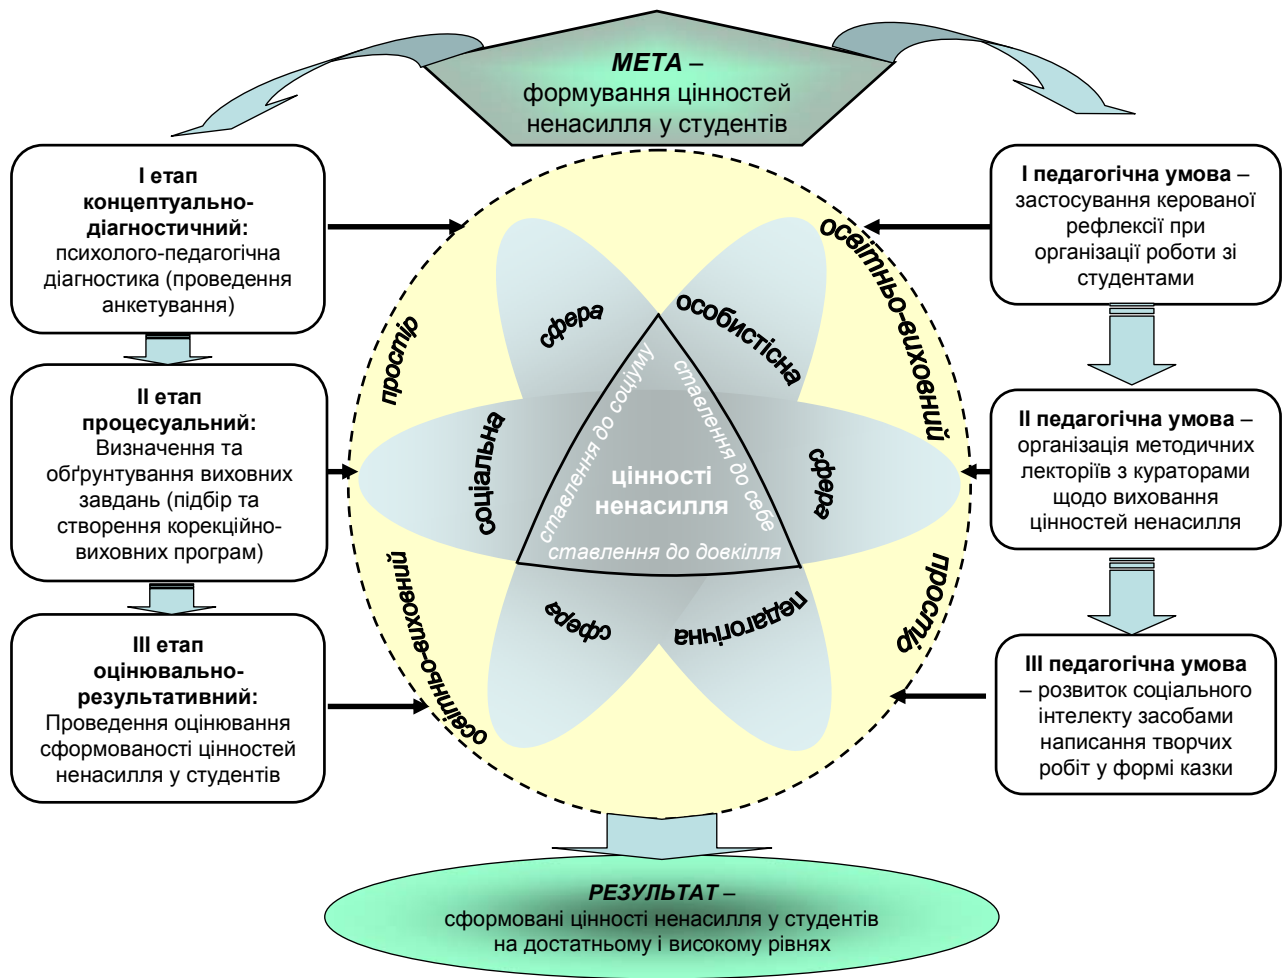 МЕТА –
формування цінностей
ненасилля у студентів
І етап
концептуально-
діагностичний:
психолого-педагогічна
діагностика (проведення
анкетування)
ІІ етап
процесуальний:
Визначення та
обґрунтування виховних
завдань (підбір та
створення корекційно-
виховних програм)
ІІІ етап
оцінювально-
результативний:
Проведення оцінювання
сформованості цінностей
ненасилля у студентів
освітньо-виховний
простір
освітньо-виховний
простір
соціальна
сфера
особистісна
сфера
педагогічна
сфера
ставлення до соціуму
ставлення до себе
ставлення до довкілля
цінності
ненасилля
І педагогічна умова –
застосування керованої
рефлексії при
організації роботи зі
студентами
ІІ педагогічна умова –
організація методичних
лекторіїв з кураторами
щодо виховання
цінностей ненасилля
ІІІ педагогічна умова
– розвиток соціального
інтелекту засобами
написання творчих
робіт у формі казки
РЕЗУЛЬТАТ –
сформовані цінності ненасилля у студентів
на достатньому і високому рівнях